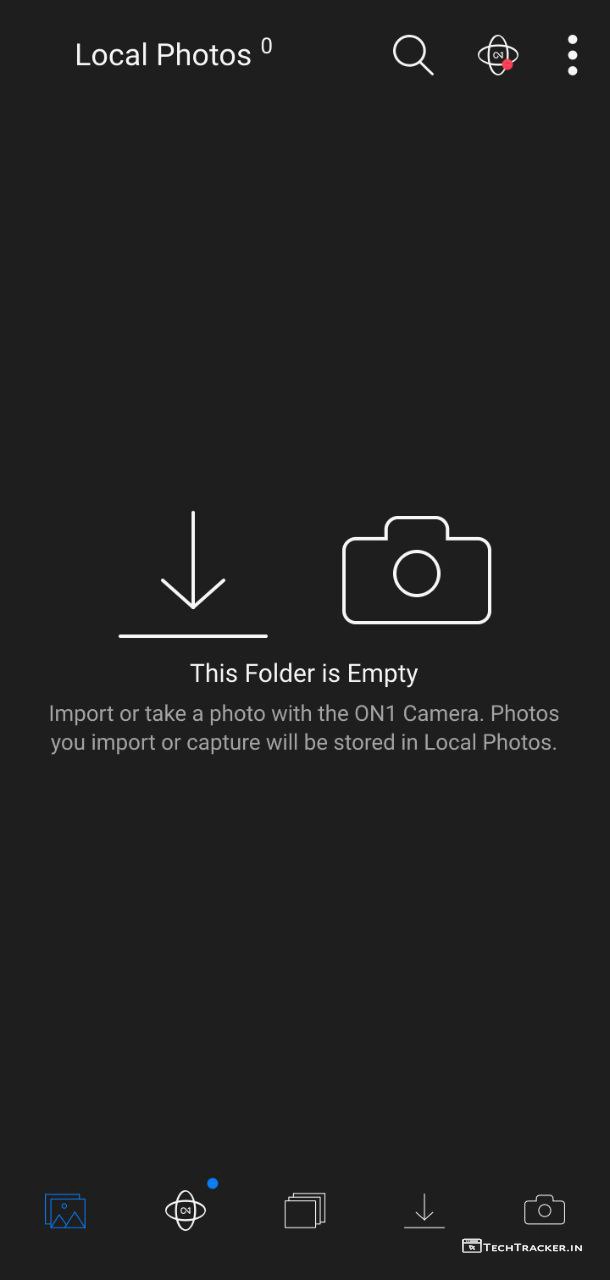 Local Photos 0
This Folder is Empty
Import or take a photo with the ON1 Camera. Photos
you import or capture will be stored in Local Photos.
TechTracker.in